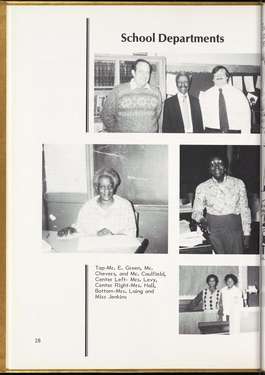 School Departments
Top-Mr. E. Green, Mr.
Chevers, and Mr. Caulfield,
Center Left- Mrs. Levy,
Center Right-Mrs. Hall,
Bottom-Mrs. Laing and
Miss Jenkins
28